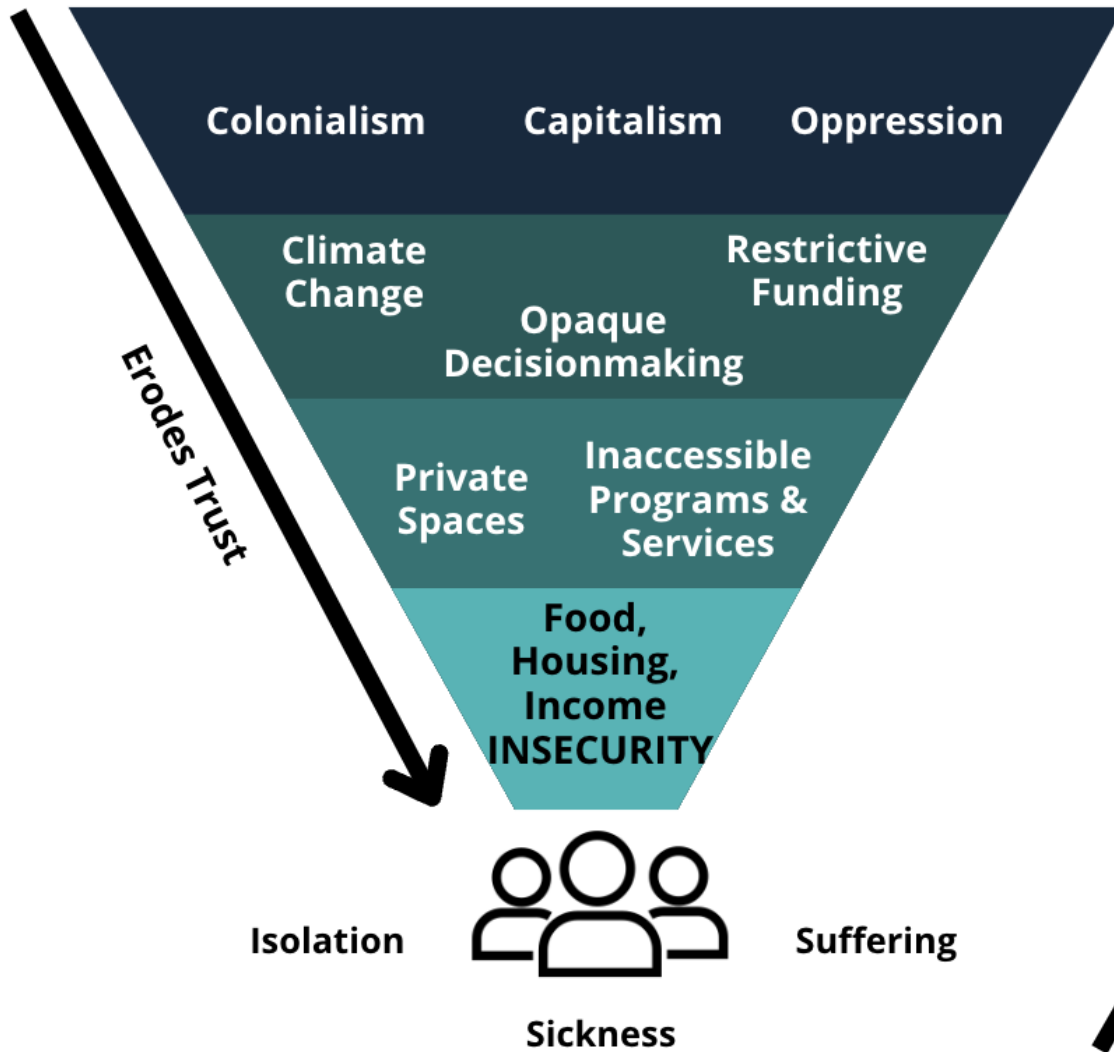 Colonialism Capitalism Oppression
Climate
Change
Restrictive
Funding
Opaque
Decisionmaking
Erodes Trust
Private
Spaces
Inaccessible
Programs &
Services
Food,
Housing,
Income
INSECURITY
Isolation
Suffering
Sickness